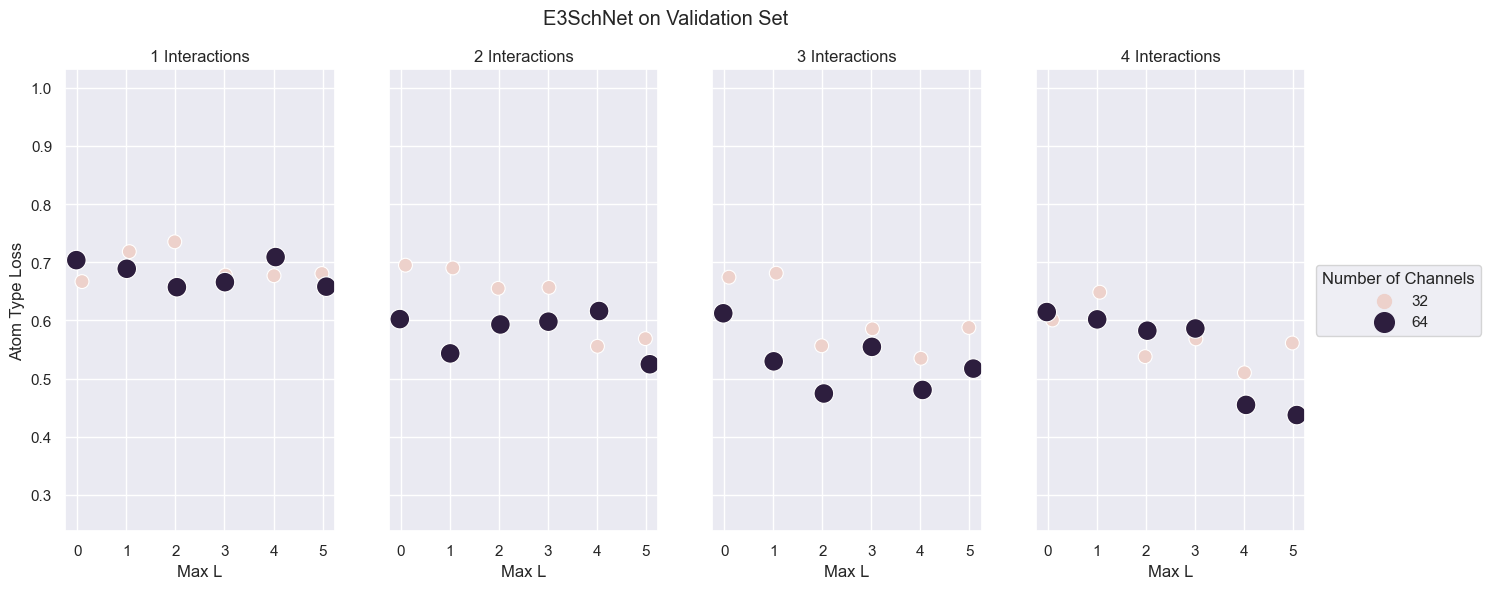 E3SchNet on Validation Set
1 Interactions
2 Interactions
3 Interactions
4 Interactions
Atom Type Loss
1.0
0.9
0.8
0.7
0.6
0.5
0.4
0.3
0 1 2 3 4 5
0 1 2 3 4 5
0 1 2 3 4 5
0 1 2 3 4 5
Max L
Max L
Max L
Max L
Number of Channels
32
64